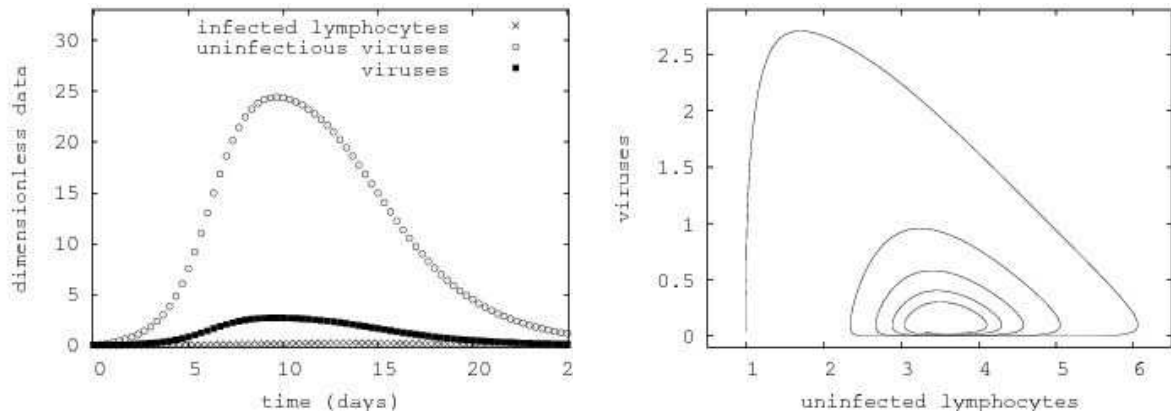 30
25
20
15
10
5
0
dimensionless data
infected lymphocytes
uninfectious viruses
viruses
0 5 10 15 20 2
time (days)
2.5
2
1.5
1
0.5
0
viruses
1 2 3 4 5 6
uninfected lymphocytes